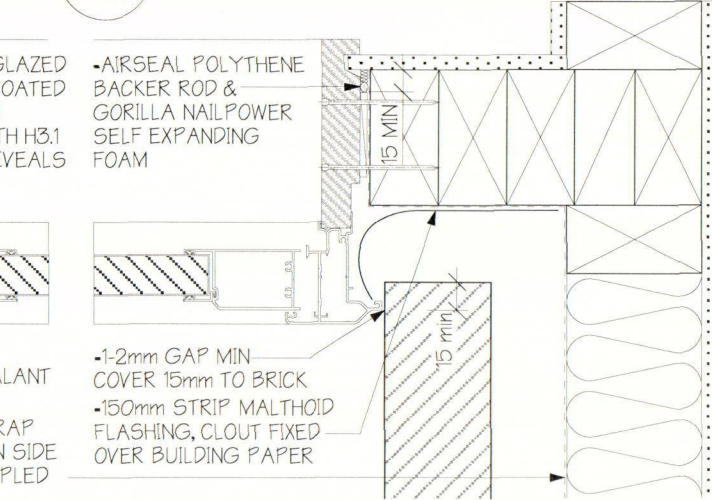 GLAZED
OATED
TH H3.1
EVEALS
-AIRSEAL POLYTHENE
BACKER ROD &
GORILLA NAILPOWER
SELF EXPANDING
FOAM
15 MIN
-1-2mm GAP MIN
COVER 15mm TO BRICK
-150mm STRIP MALTHOID
FLASHING, CLOUT FIXED
OVER BUILDING PAPER
15 min
LANT
RAP
N SIDE
PLED